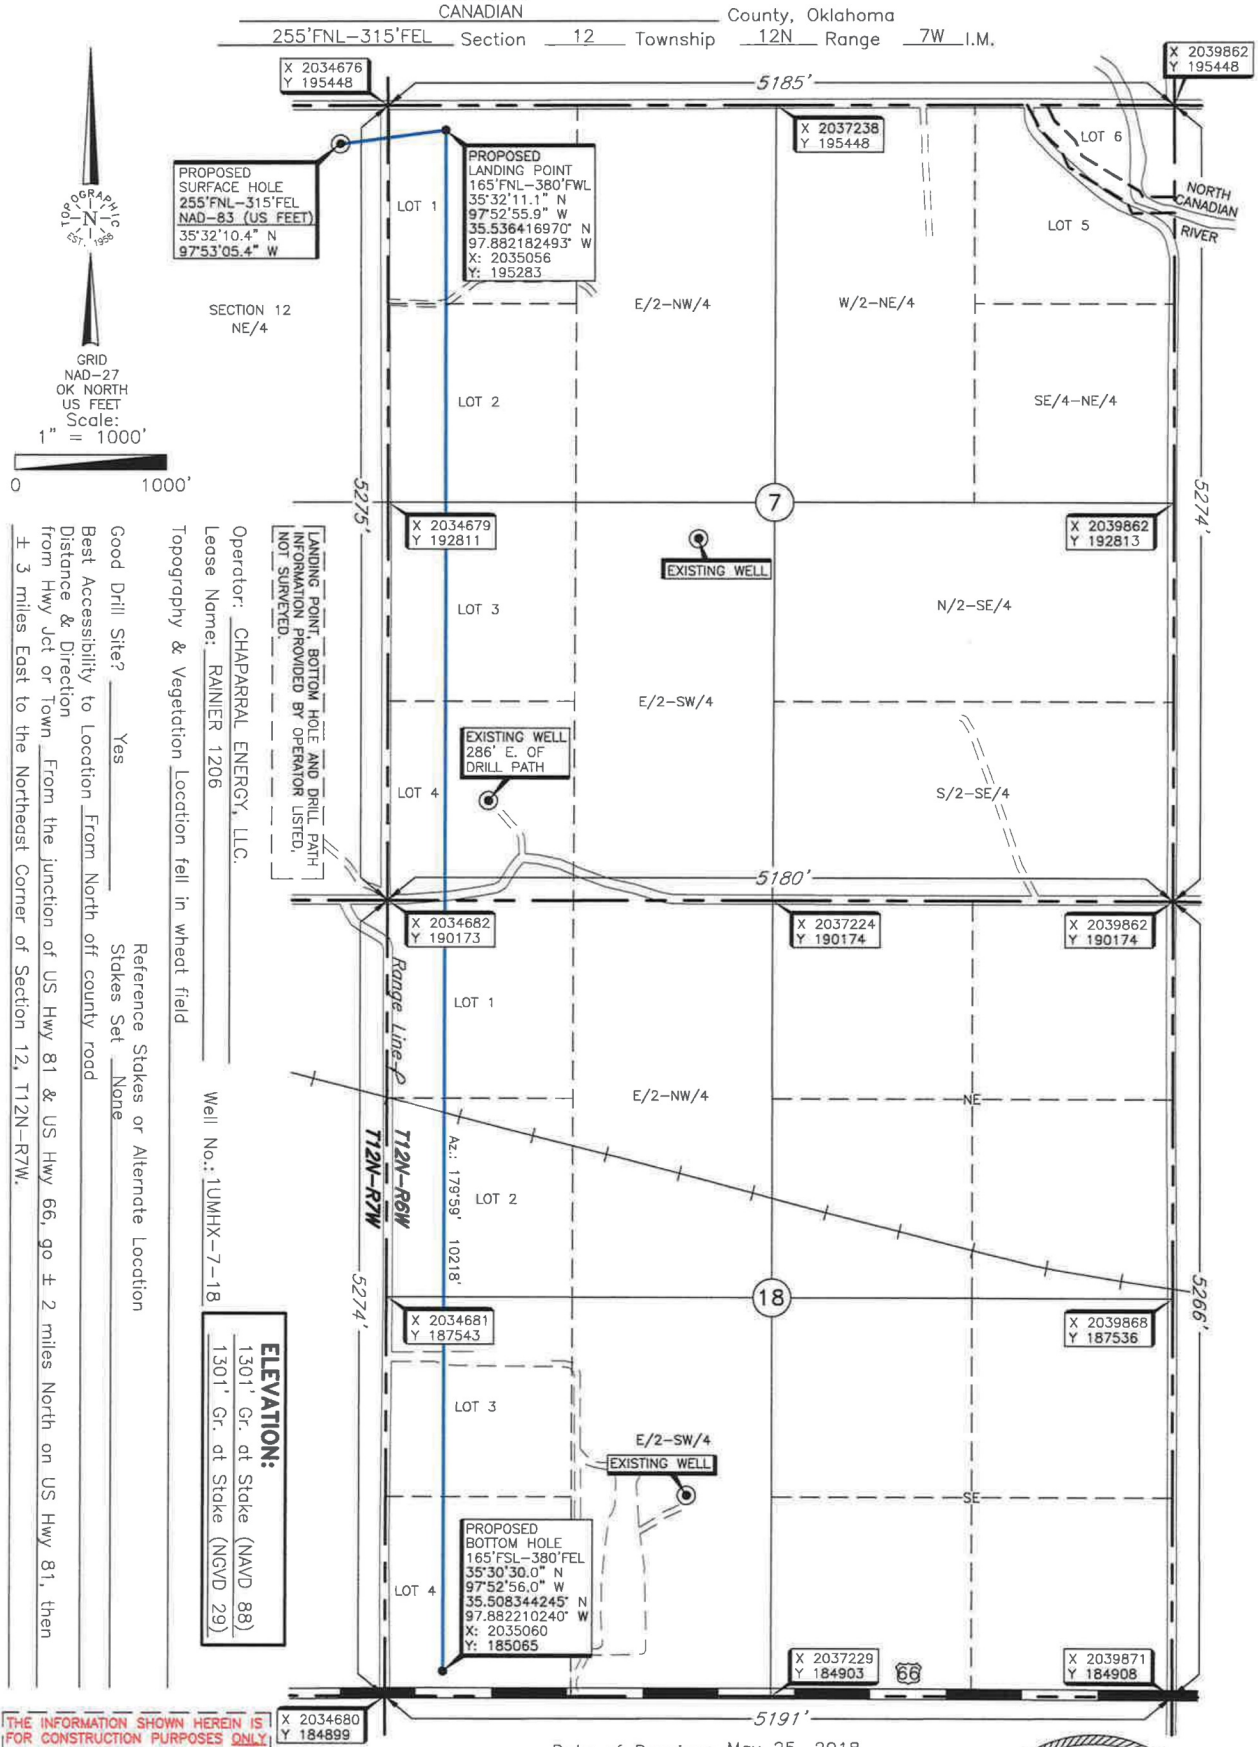 CANADIAN County, Oklahoma
255'FNL-315'FEL Section 12 Township 12N Range 7W I.M.
X 2034676
Y 195448
5185'
X 2039862
Y 195448
X 2037238
Y 195448
LOT 6
NORTH
CANADIAN
RIVER
LOT 5
PROPOSED
SURFACE HOLE
255'FNL-315'FEL
NAD-83 (US FEET)
35°32'10.4" N
97°53'05.4" W
PROPOSED
LANDING POINT
165'FNL-380'FWL
35°32'11.1" N
97°52'55.9" W
35.536416970° N
97.882182493° W
X: 2035056
Y: 195283
LOT 1
TOPOGRAPHIC
N
EST. 1958
SECTION 12
NE/4
E/2-NW/4
W/2-NE/4
GRID
NAD-27
OK NORTH
US FEET
Scale:
1" = 1000'
0 1000'
LOT 2
SE/4-NE/4
5275'
7
5274'
X 2034679
Y 192811
X 2039862
Y 192813
EXISTING WELL
LOT 3
N/2-SE/4
E/2-SW/4
EXISTING WELL
286' E. OF
DRILL PATH
LOT 4
S/2-SE/4
5180'
X 2034682
Y 190173
X 2037224
Y 190174
X 2039862
Y 190174
LANDING POINT, BOTTOM HOLE AND DRILL PATH
INFORMATION PROVIDED BY OPERATOR LISTED,
NOT SURVEYED.
Operator: CHAPARRAL ENERGY, LLC.
Lease Name: RAINIER 1206 Well No.: 1UMHX-7-18
Topography & Vegetation Location fell in wheat field
Reference Stakes or Alternate Location
Good Drill Site? Yes Stakes Set None
Best Accessibility to Location From North off county road
Distance & Direction
from Hwy Jct or Town From the junction of US Hwy 81 & US Hwy 66, go ± 2 miles North on US Hwy 81, then
± 3 miles East to the Northeast Corner of Section 12, T12N-R7W.
ELEVATION:
1301' Gr. at Stake (NAVD 88)
1301' Gr. at Stake (NGVD 29)
Range Line
LOT 1
E/2-NW/4
NE
T12N-R6W
T12N-R7W
Az.: 179°59' 10218'
LOT 2
5274'
18
5266'
X 2034681
Y 187543
X 2039868
Y 187536
LOT 3
E/2-SW/4
EXISTING WELL
SE
PROPOSED
BOTTOM HOLE
165'FSL-380'FEL
35°30'30.0" N
97°52'56.0" W
35.508344245° N
97.882210240° W
X: 2035060
Y: 185065
LOT 4
X 2037229
Y 184903
66
X 2039871
Y 184908
5191'
X 2034680
Y 184899
THE INFORMATION SHOWN HEREIN IS
FOR CONSTRUCTION PURPOSES ONLY